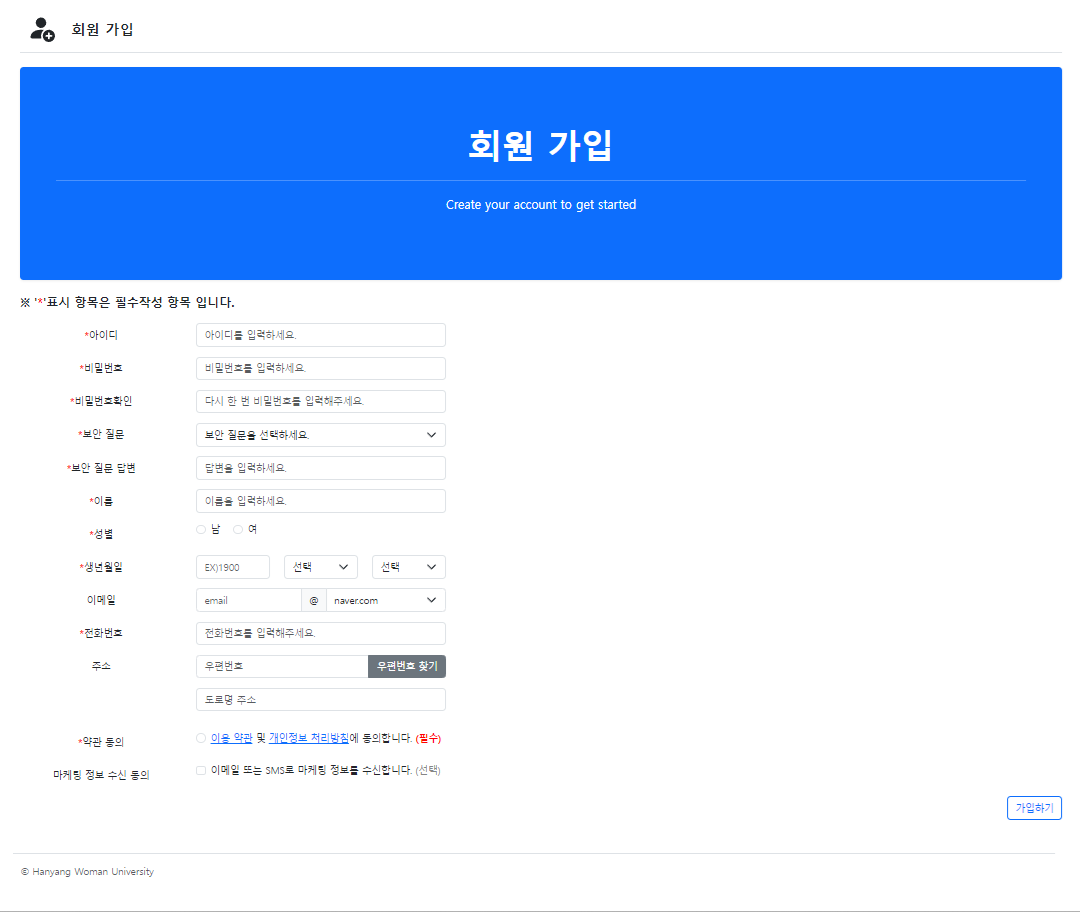 회원 가입
회원 가입
Create your account to get started
※ '*'표시 항목은 필수작성 항목 입니다.
*아이디 아이디를 입력하세요.
*비밀번호 비밀번호를 입력하세요.
*비밀번호확인 다시 한 번 비밀번호를 입력해주세요.
*보안 질문 보안 질문을 선택하세요.
*보안 질문 답변 답변을 입력하세요.
*이름 이름을 입력하세요.
*성별 남 여
*생년월일 EX)1900 선택 선택
이메일 email @ naver.com
*전화번호 전화번호를 입력해주세요.
주소 우편번호 우편번호 찾기
도로명 주소
*약관 동의 이용 약관 및 개인정보 처리방침에 동의합니다. (필수)
마케팅 정보 수신 동의 이메일 또는 SMS로 마케팅 정보를 수신합니다. (선택)
가입하기
© Hanyang Woman University